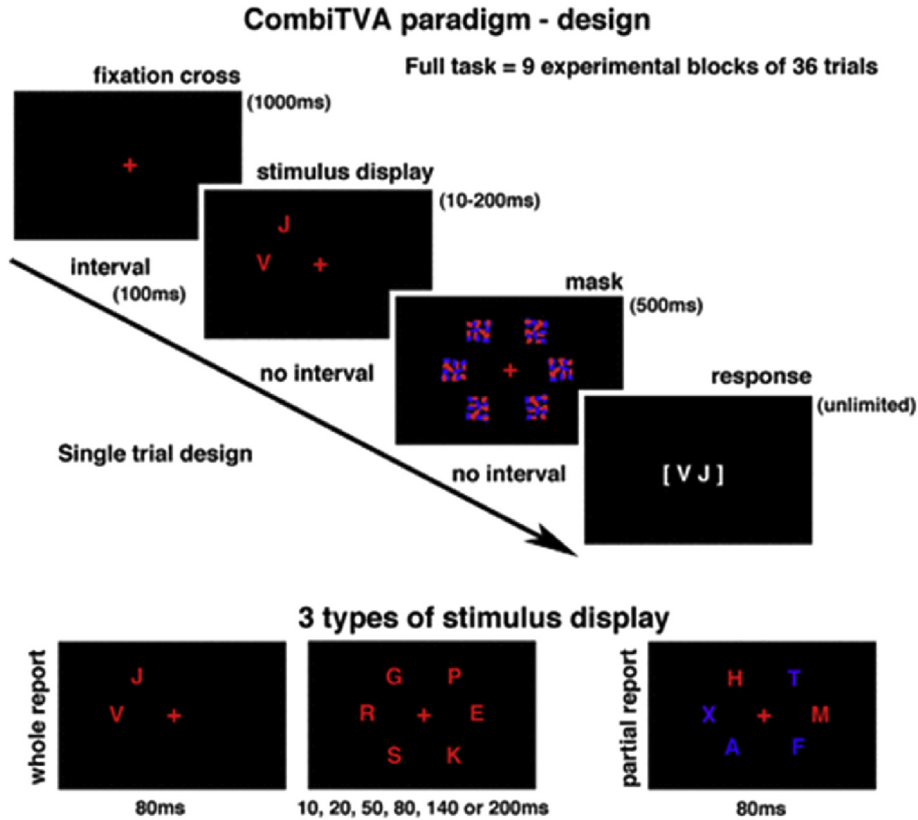 CombiTVA paradigm - design
Full task = 9 experimental blocks of 36 trials
fixation cross
(1000ms)
+
stimulus display
(10-200ms)
J
V +
interval
(100ms)
mask
(500ms)
+
no interval
response
(unlimited)
[ V J ]
Single trial design
no interval
3 types of stimulus display
whole report
J
V +
80ms
G P
R + E
S K
10, 20, 50, 80, 140 or 200ms
partial report
H T
X + M
A F
80ms